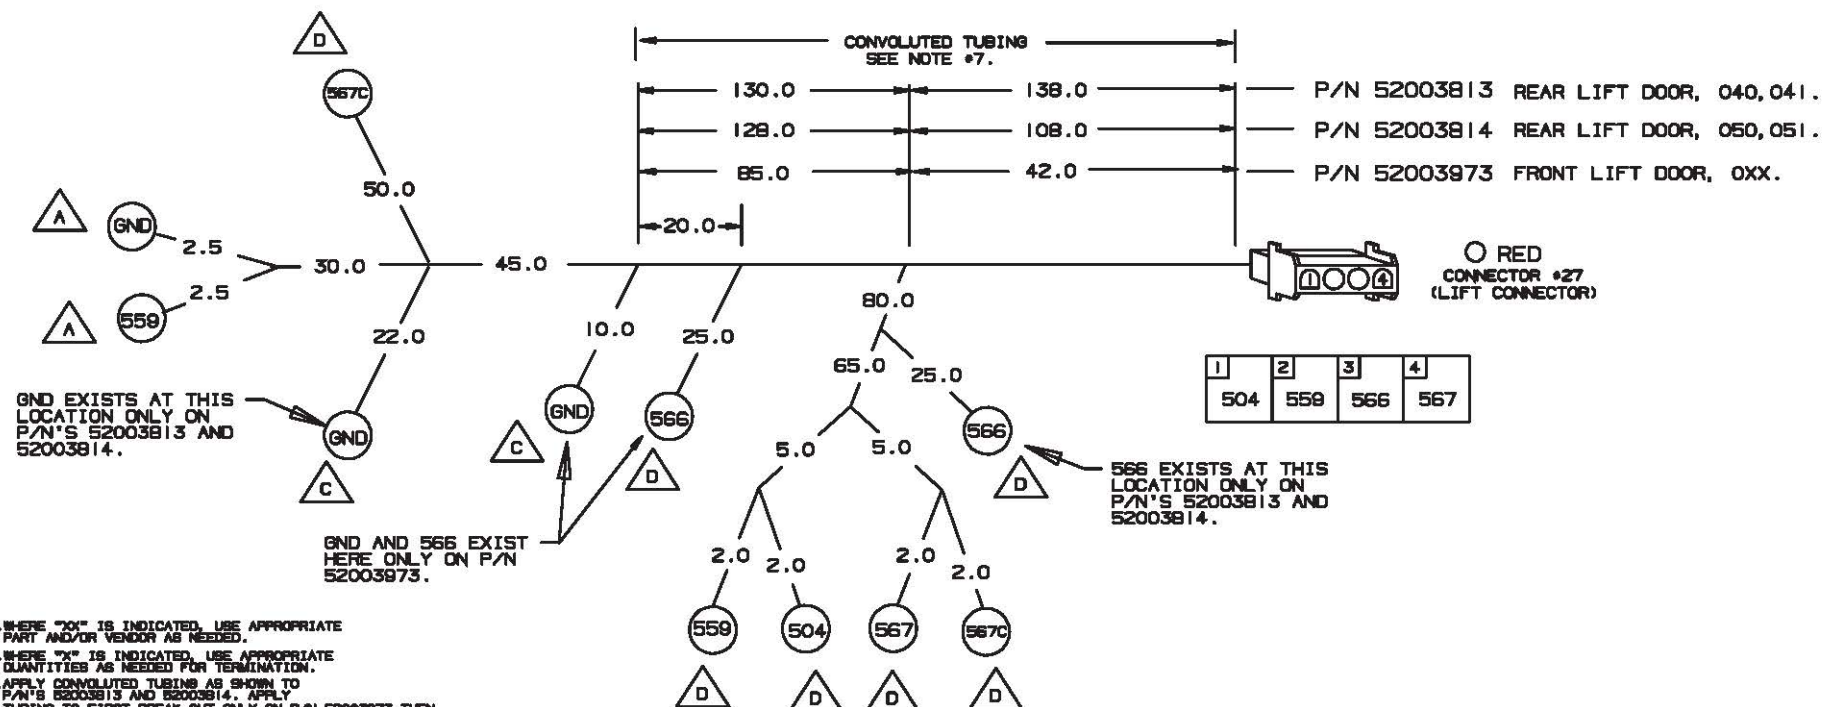 D
567C
CONVOLUTED TUBING
SEE NOTE #7.
130.0 138.0 P/N 52003813 REAR LIFT DOOR, 040,041.
128.0 108.0 P/N 52003814 REAR LIFT DOOR, 050,051.
85.0 42.0 P/N 52003973 FRONT LIFT DOOR, 0XX.
50.0
20.0
A
GND
2.5
30.0
45.0
A
559
2.5
RED
CONNECTOR #27
(LIFT CONNECTOR)
1 4
22.0
10.0
25.0
80.0
65.0
25.0
1 2 3 4
504 559 566 567
GND EXISTS AT THIS
LOCATION ONLY ON
P/N'S 52003813 AND
52003814.
GND
C
C
GND
566
D
566
D
5.0
5.0
566 EXISTS AT THIS
LOCATION ONLY ON
P/N'S 52003813 AND
52003814.
GND AND 566 EXIST
HERE ONLY ON P/N
52003973.
2.0
2.0
2.0
2.0
559
504
567
567C
D
D
D
D
WHERE "XX" IS INDICATED, USE APPROPRIATE
PART AND/OR VENDOR AS NEEDED.
WHERE "X" IS INDICATED, USE APPROPRIATE
QUANTITIES AS NEEDED FOR TERMINATION.
APPLY CONVOLUTED TUBING AS SHOWN TO
P/N'S 52003813 AND 52003814. APPLY